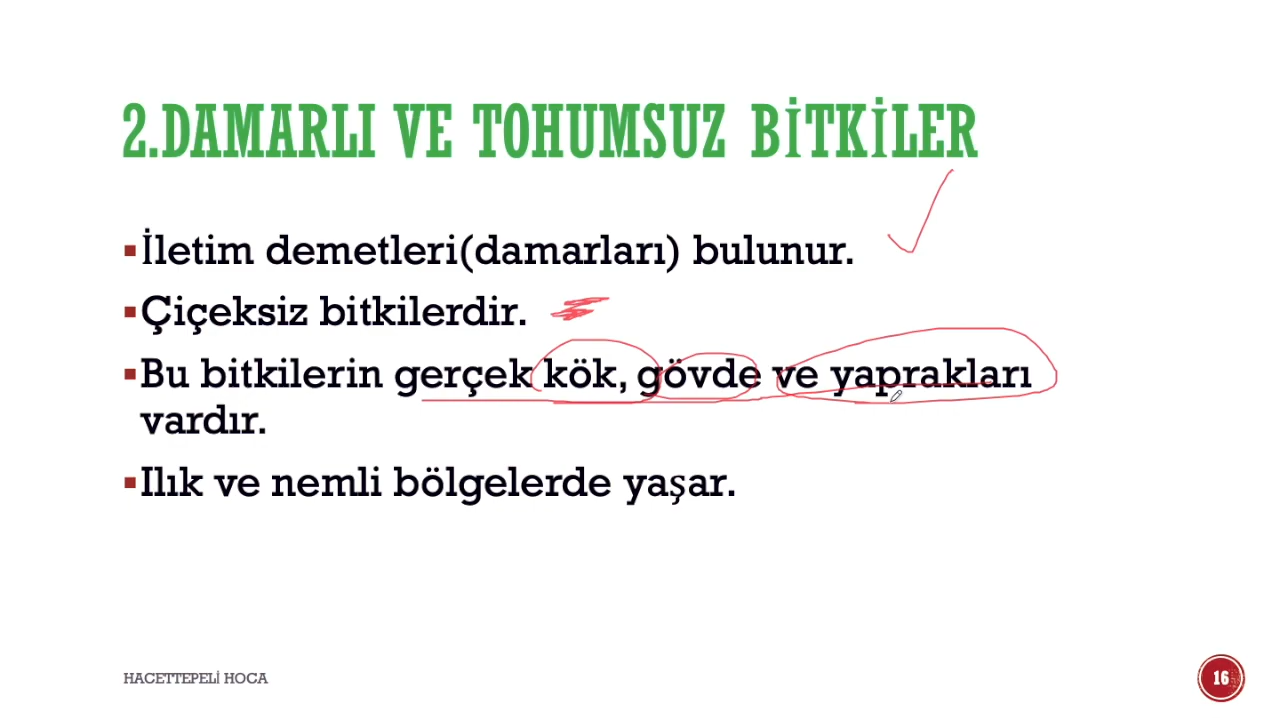 2.DAMARLI VE TOHUMSUZ BİTKİLER
▪İletim demetleri(damarları) bulunur.
▪Çiçeksiz bitkilerdir.
▪Bu bitkilerin gerçek kök, gövde ve yaprakları
vardır.
▪Ilık ve nemli bölgelerde yaşar.
HACETTEPELİ HOCA
16